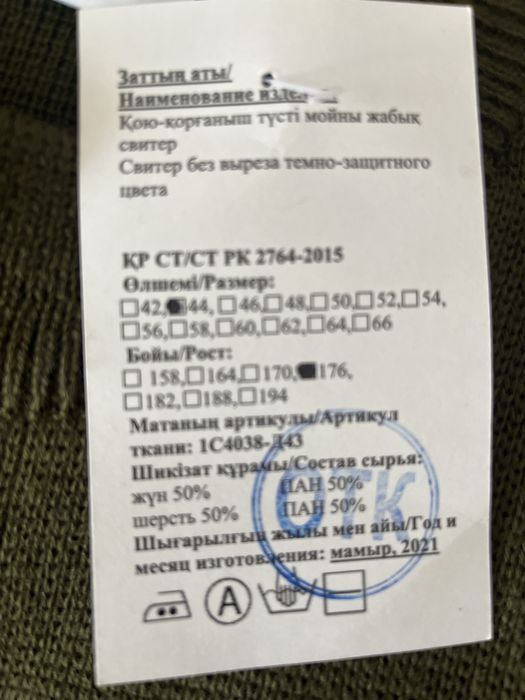 Заттың аты/
Наименование изделия
Қою-қорғаныш түсті мойны жабық
свитер
Свитер без выреза темно-защитного
цвета
ҚР СТ/СТ РК 2764-2015
Өлшемі/Размер:
☐42,■44, ☐46,☐48,☐50,☐52,☐54,
☐56,☐58,☐60,☐62,☐64,☐66
Бойы/Рост:
☐ 158,☐164,☐170,■176,
☐182,☐188,☐194
Матаның артикулы/Артикул
ткани: 1С4038-Д43
Шикізат құрамы/Состав сырья:
жүн 50% ПАН 50%
шерсть 50% ПАН 50%
Шығарылғын жылы мен айы/Год и
месяц изготовления: мамыр, 2021
ОТК
А